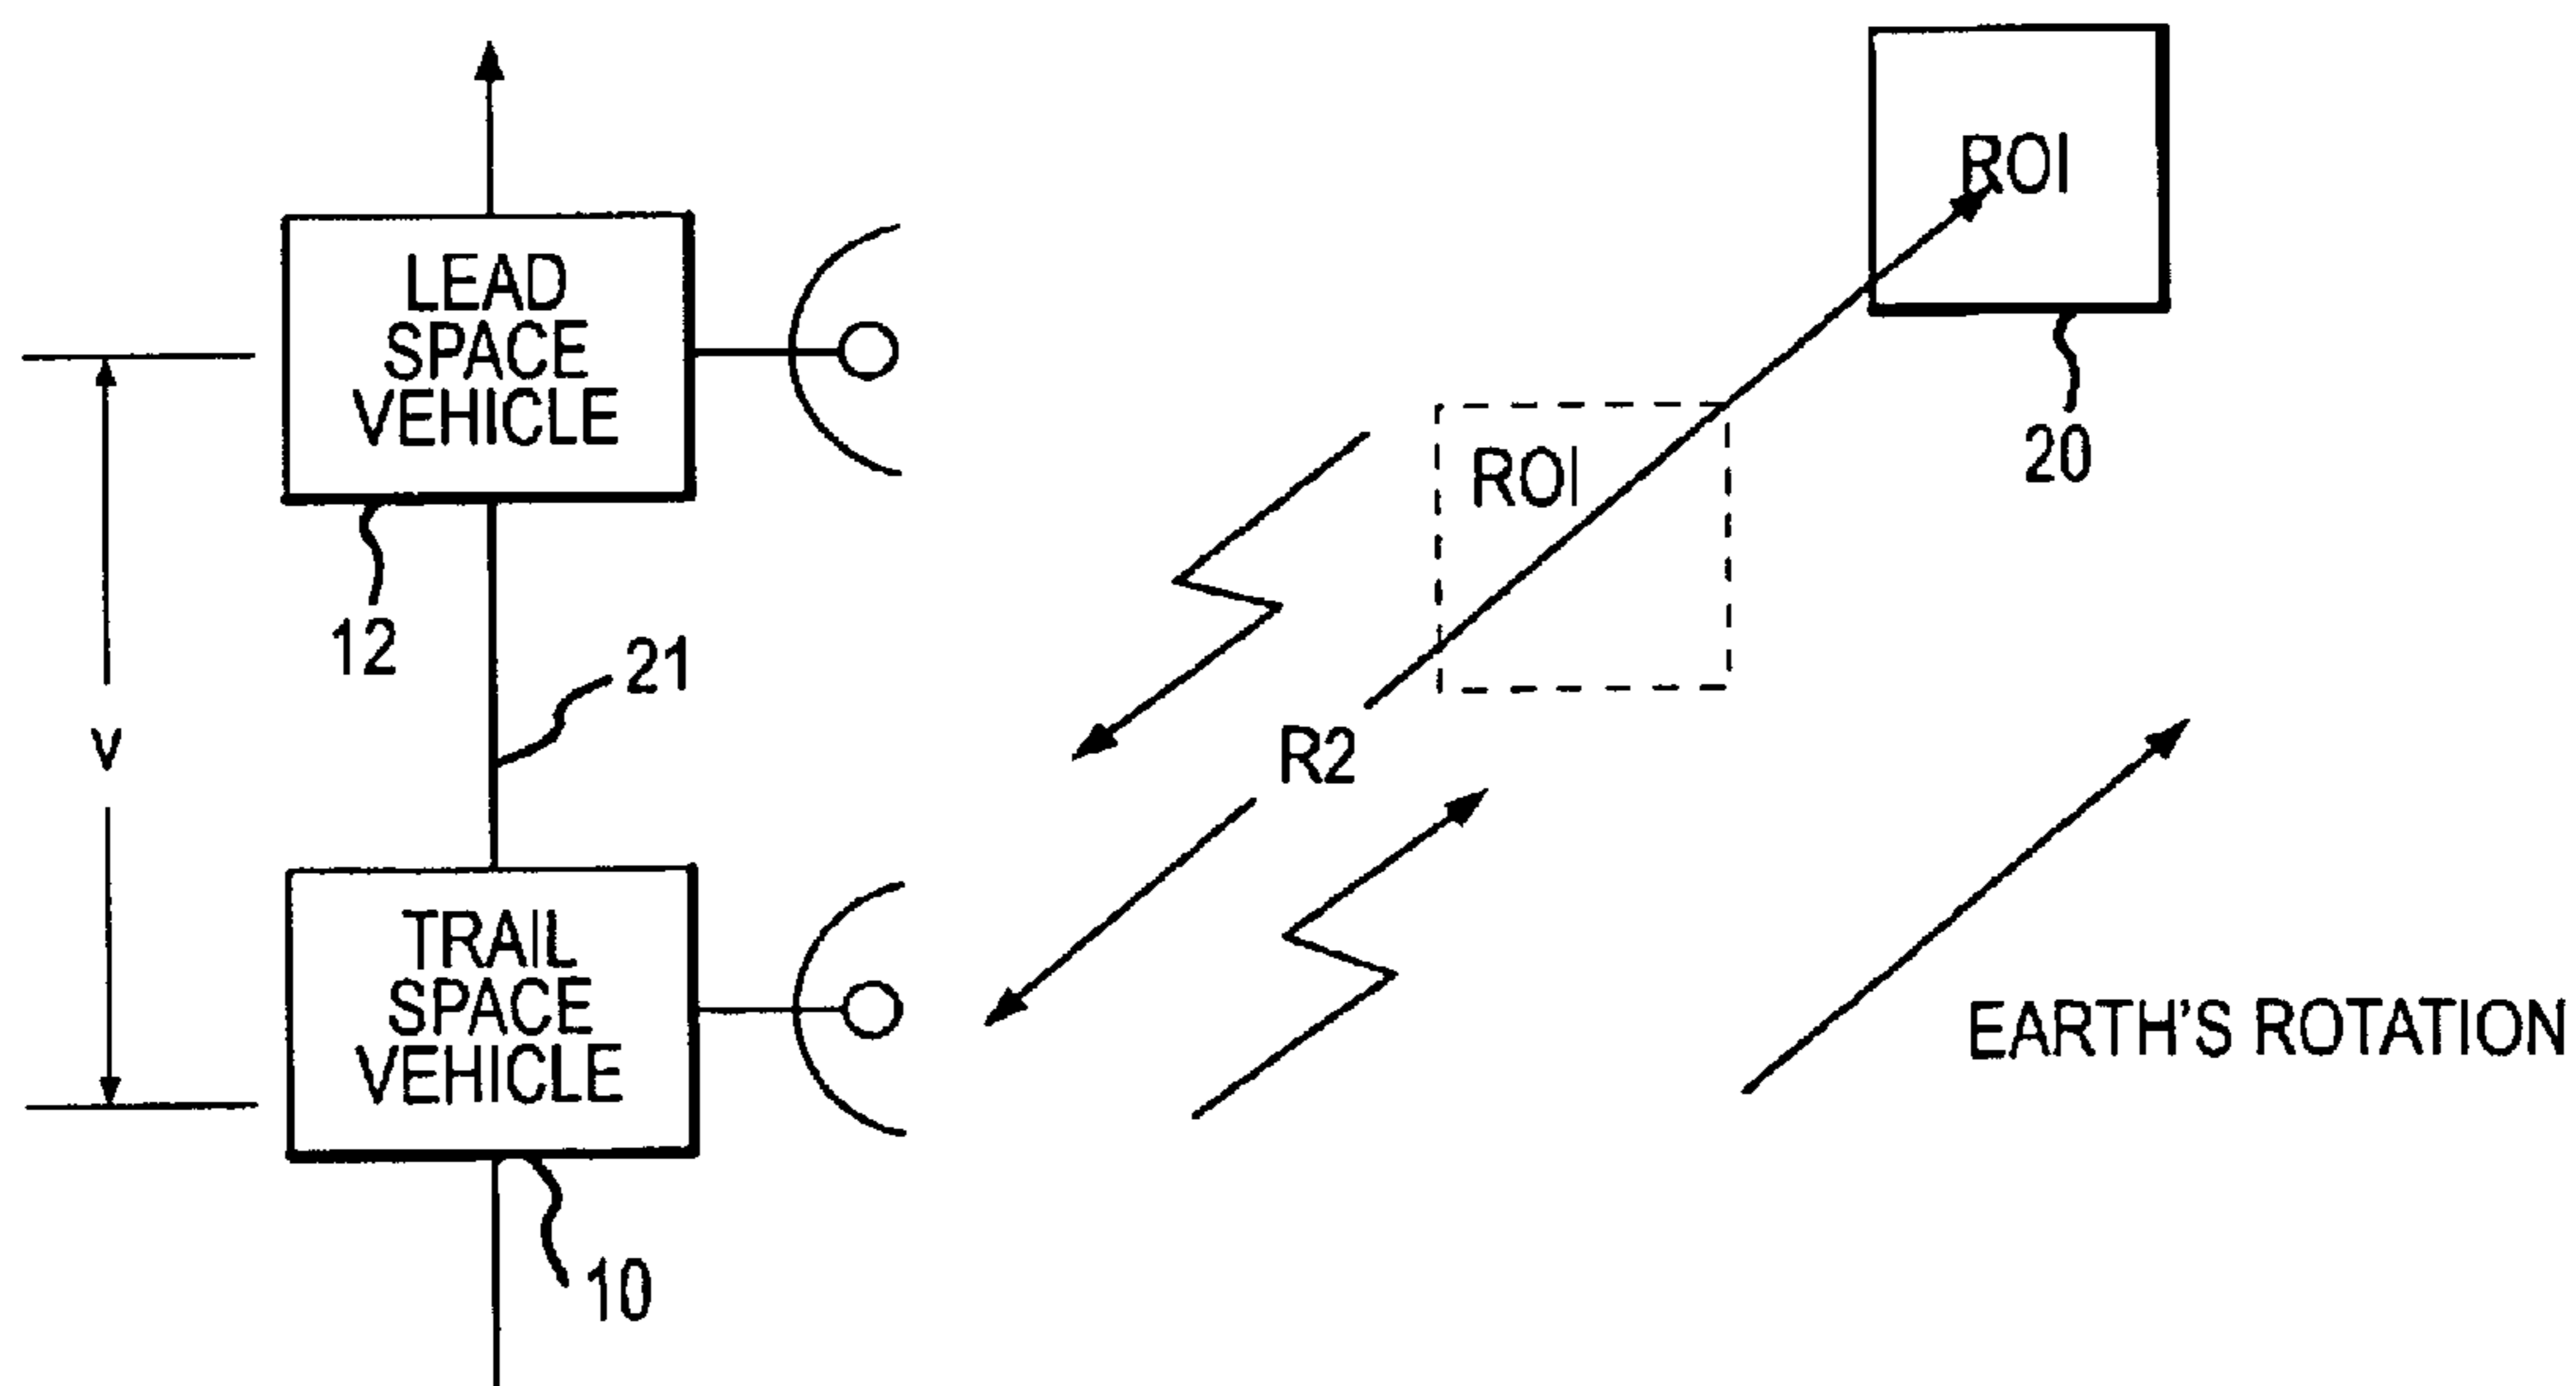 ROI
LEAD
SPACE
VEHICLE
20
ROI
12
21
V
R2
TRAIL
SPACE
VEHICLE
EARTH'S ROTATION
10